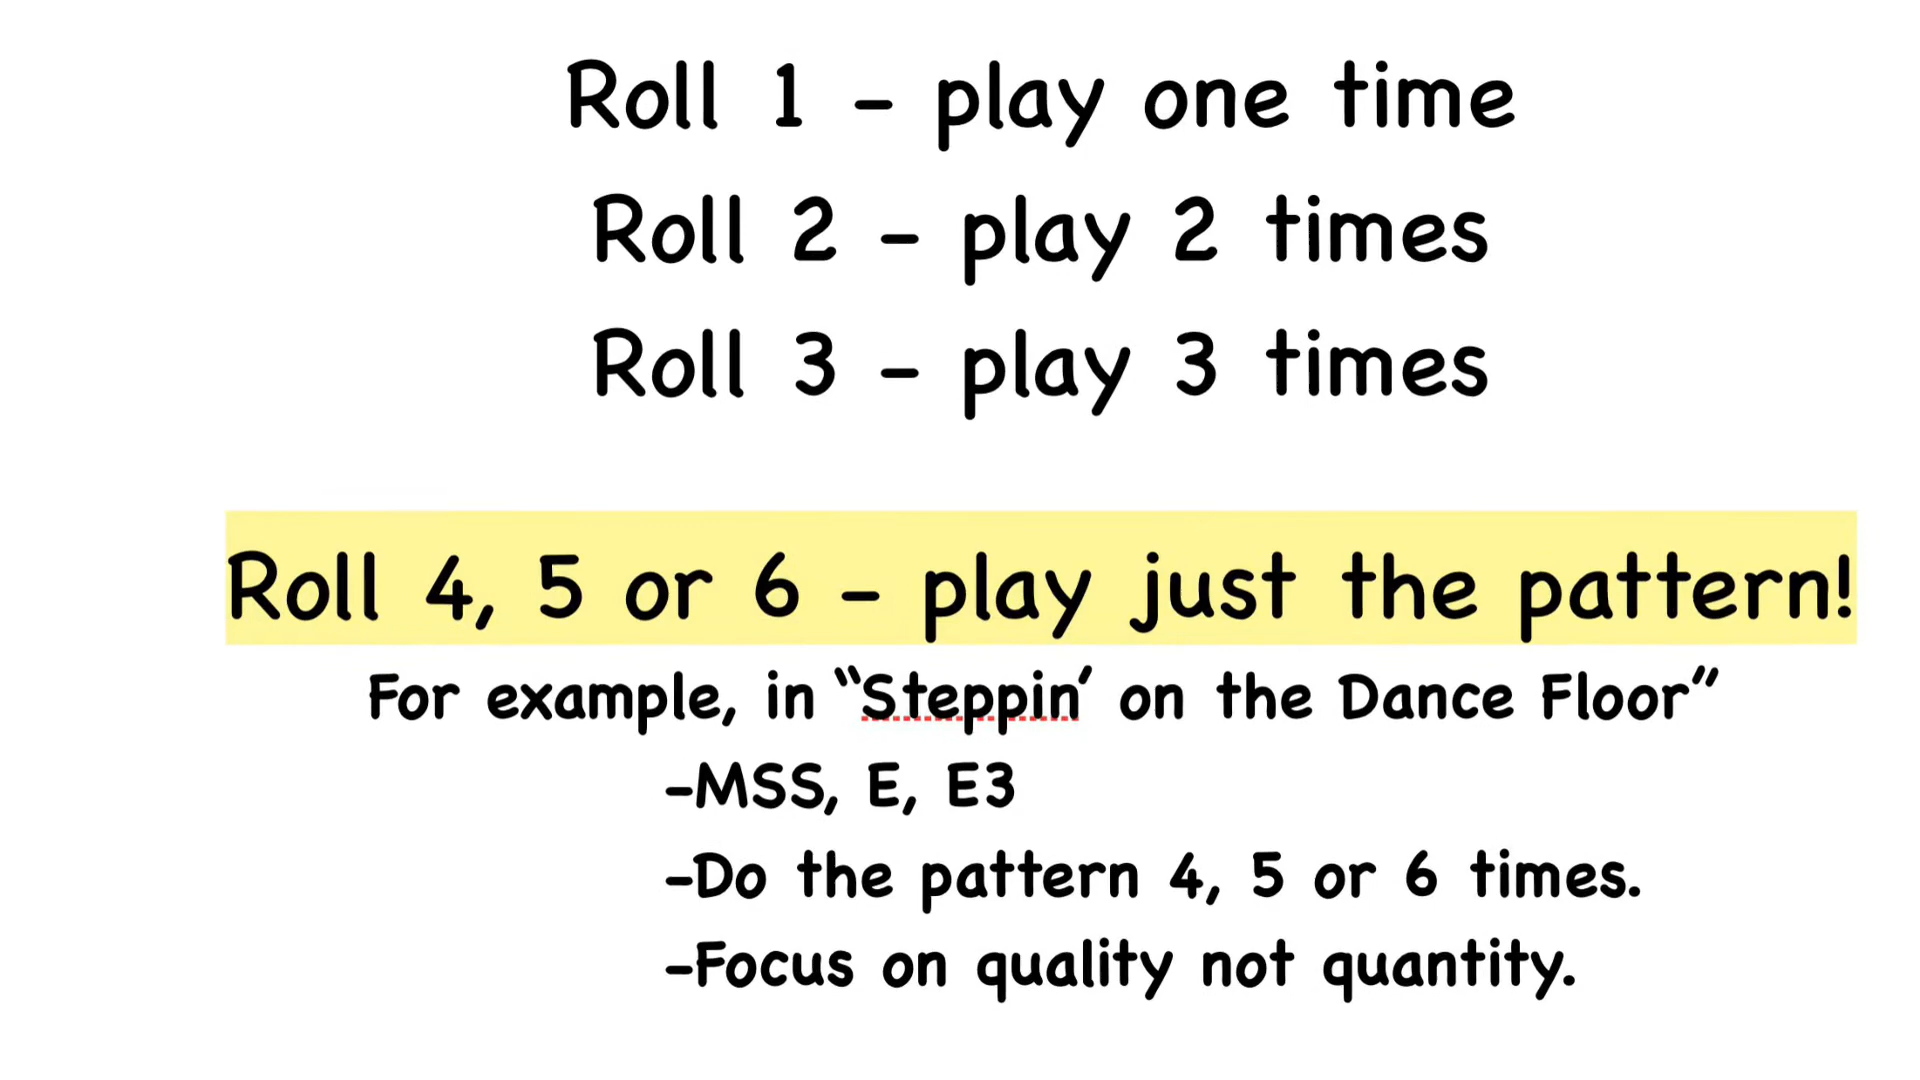 Roll 1 - play one time
Roll 2 - play 2 times
Roll 3 - play 3 times
Roll 4, 5 or 6 - play just the pattern!
For example, in “Steppin’ on the Dance Floor”
-MSS, E, E3
-Do the pattern 4, 5 or 6 times.
-Focus on quality not quantity.